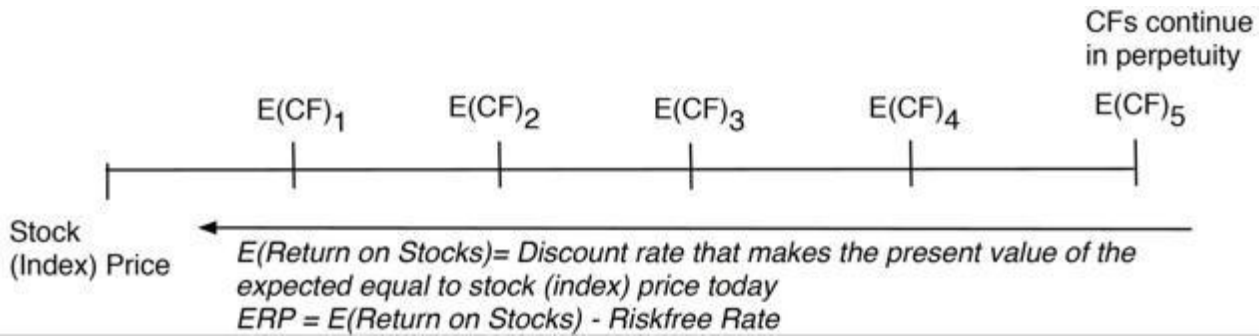 CFs continue
in perpetuity
E(CF)1 E(CF)2 E(CF)3 E(CF)4 E(CF)5
Stock
(Index) Price
E(Return on Stocks)= Discount rate that makes the present value of the
expected equal to stock (index) price today
ERP = E(Return on Stocks) - Riskfree Rate